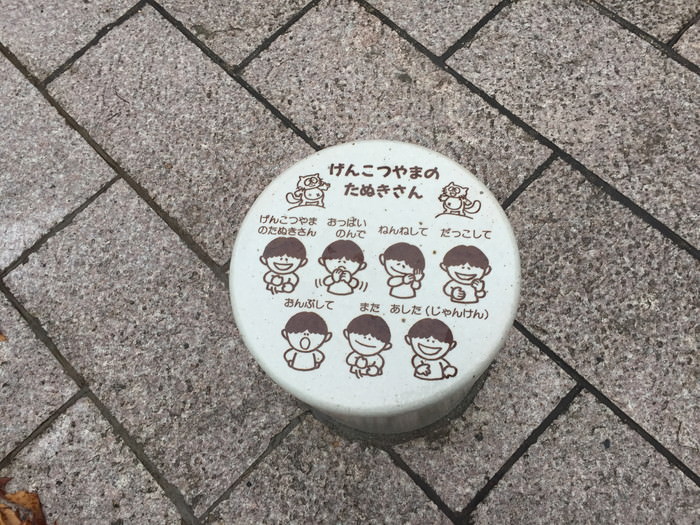 げんこつやまの
たぬきさん
げんこつやま
のたぬきさん
おっぱい
のんで
ねんねして
だっこして
おんぶして
また
あした(じゃんけん)